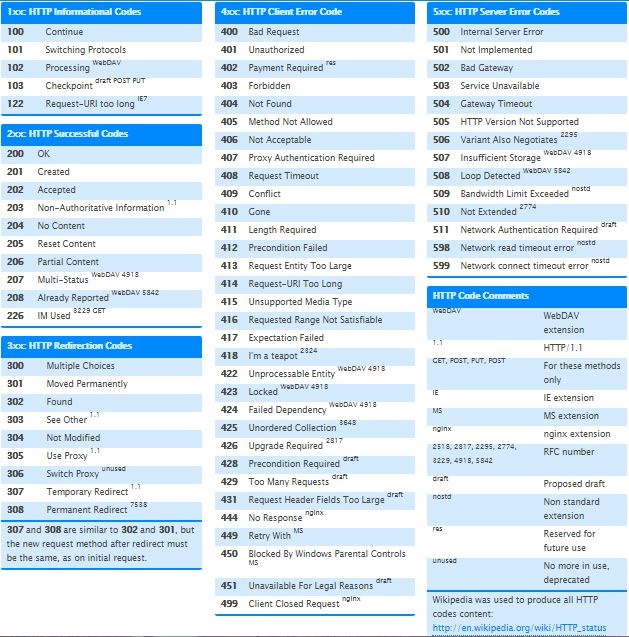 1xx: HTTP Informational Codes
100 Continue
101 Switching Protocols
102 Processing WebDAV
103 Checkpoint draft POST PUT
122 Request-URI too long IE7
2xx: HTTP Successful Codes
200 OK
201 Created
202 Accepted
203 Non-Authoritative Information 1.1
204 No Content
205 Reset Content
206 Partial Content
207 Multi-Status WebDAV 4918
208 Already Reported WebDAV 5842
226 IM Used 3229 GET
3xx: HTTP Redirection Codes
300 Multiple Choices
301 Moved Permanently
302 Found
303 See Other 1.1
304 Not Modified
305 Use Proxy 1.1
306 Switch Proxy unused
307 Temporary Redirect 1.1
308 Permanent Redirect 7538
307 and 308 are similar to 302 and 301, but
the new request method after redirect must
be the same, as on initial request.
4xx: HTTP Client Error Code
400 Bad Request
401 Unauthorized
402 Payment Required res
403 Forbidden
404 Not Found
405 Method Not Allowed
406 Not Acceptable
407 Proxy Authentication Required
408 Request Timeout
409 Conflict
410 Gone
411 Length Required
412 Precondition Failed
413 Request Entity Too Large
414 Request-URI Too Long
415 Unsupported Media Type
416 Requested Range Not Satisfiable
417 Expectation Failed
418 I'm a teapot 2324
422 Unprocessable Entity WebDAV 4918
423 Locked WebDAV 4918
424 Failed Dependency WebDAV 4918
425 Unordered Collection 3648
426 Upgrade Required 2817
428 Precondition Required draft
429 Too Many Requests draft
431 Request Header Fields Too Large draft
444 No Response nginx
449 Retry With MS
450 Blocked By Windows Parental Controls
MS
451 Unavailable For Legal Reasons draft
499 Client Closed Request nginx
5xx: HTTP Server Error Codes
500 Internal Server Error
501 Not Implemented
502 Bad Gateway
503 Service Unavailable
504 Gateway Timeout
505 HTTP Version Not Supported
506 Variant Also Negotiates 2295
507 Insufficient Storage WebDAV 4918
508 Loop Detected WebDAV 5842
509 Bandwidth Limit Exceeded nostd
510 Not Extended 2774
511 Network Authentication Required draft
598 Network read timeout error nostd
599 Network connect timeout error nostd
HTTP Code Comments
WebDAV WebDAV
extension
1.1 HTTP/1.1
GET, POST, PUT, POST For these methods
only
IE IE extension
MS MS extension
nginx nginx extension
2518, 2817, 2295, 2774, RFC number
3229, 4918, 5842
draft Proposed draft
nostd Non standard
extension
res Reserved for
future use
unused No more in use,
deprecated
Wikipedia was used to produce all HTTP
codes content:
http://en.wikipedia.org/wiki/HTTP_status